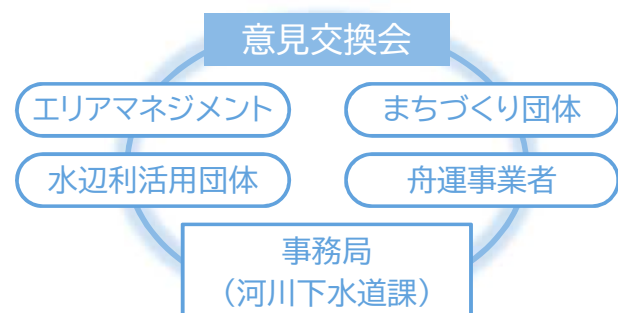 意見交換会
エリアマネジメント
まちづくり団体
水辺利活用団体
舟運事業者
事務局
（河川下水道課）